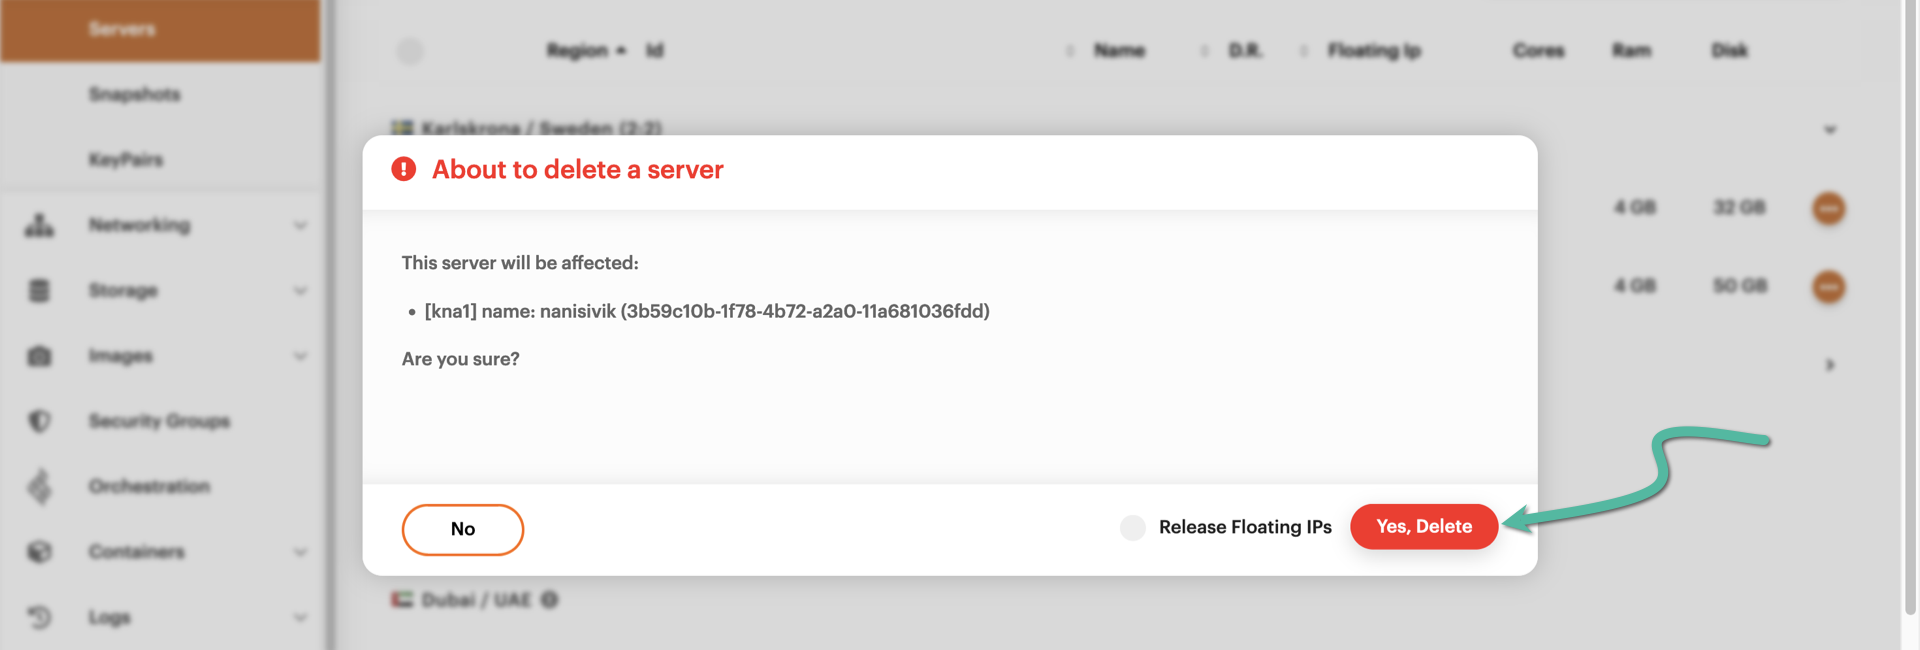 Servers
Snapshots
KeyPairs
Networking
Storage
Images
Security Groups
Orchestration
Containers
Logs
Region Id Name D.R. Floating Ip Cores Ram Disk
Karlskrona / Sweden (2:2)
4 GB 32 GB
4 GB 50 GB
About to delete a server
This server will be affected:
• [kna1] name: nanisivik (3b59c10b-1f78-4b72-a2a0-11a681036fdd)
Are you sure?
No
Release Floating IPs
Yes, Delete
Dubai / UAE